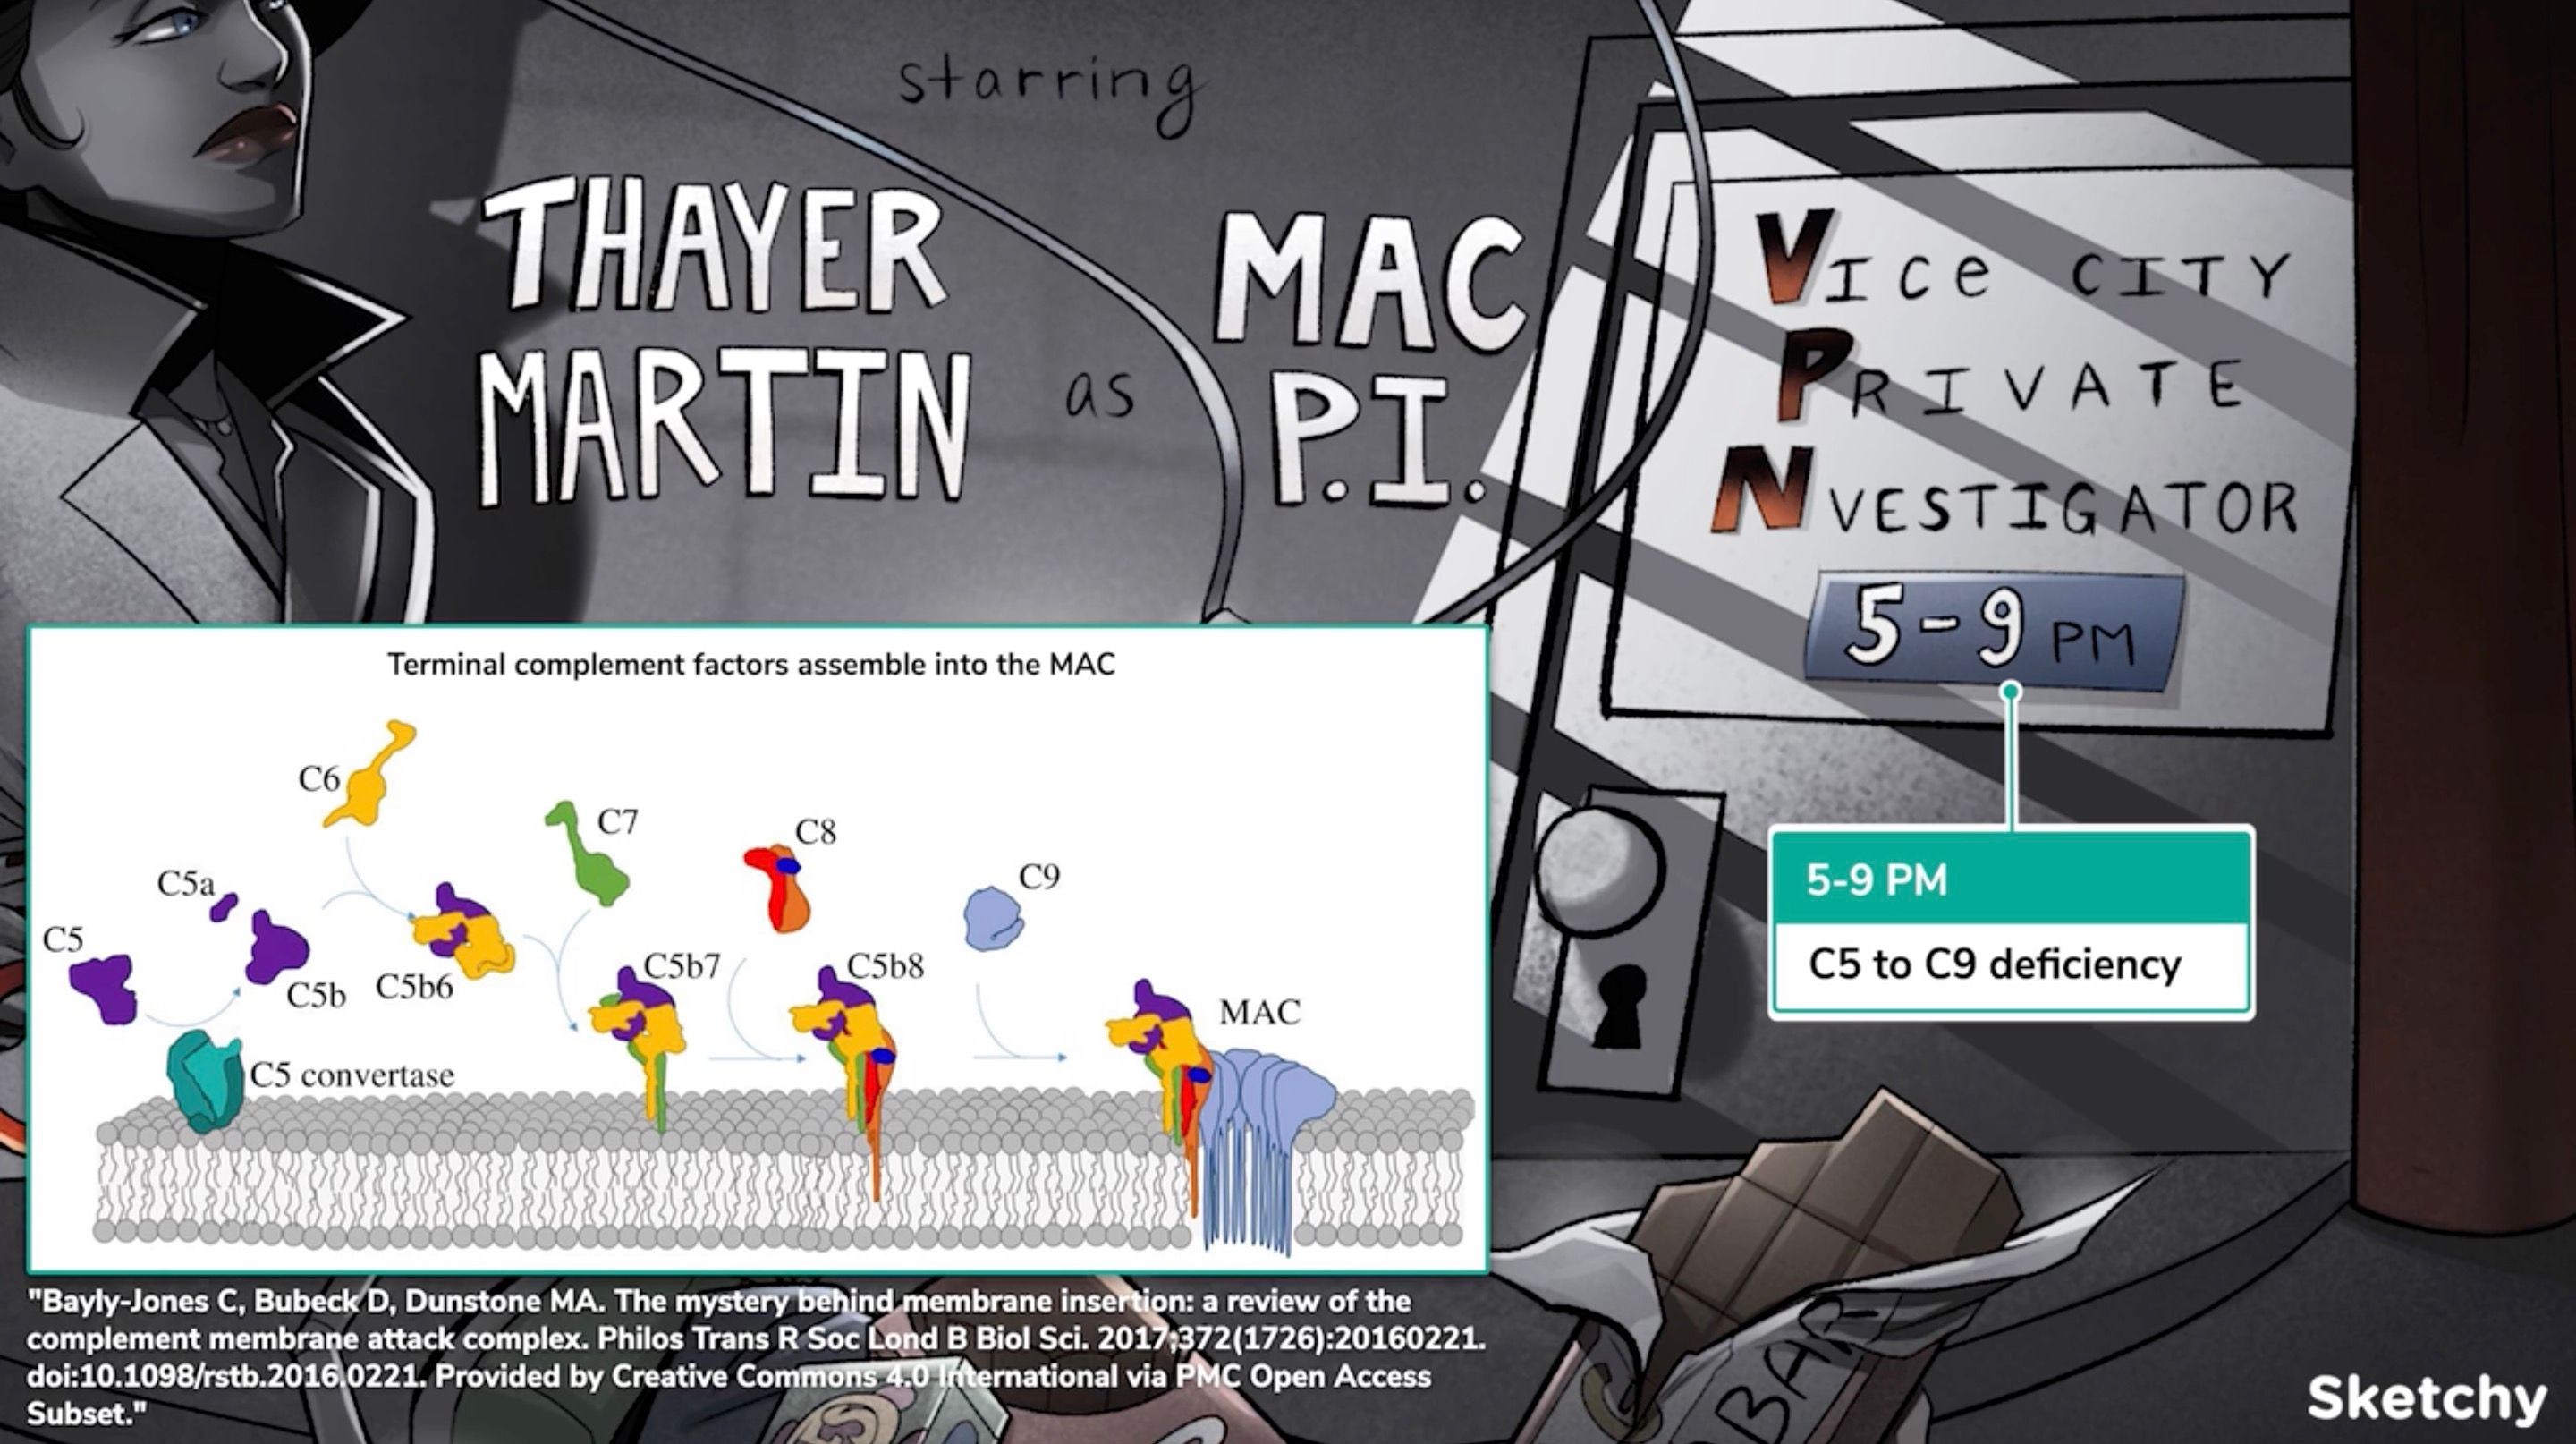 starring
THAYER
MARTIN
as
MAC
P.I.
VICe CITY
PRIVATE
NVESTIGATOR
5-9 PM
5-9 PM
C5 to C9 deficiency
Terminal complement factors assemble into the MAC
C6
C7
C8
C9
C5a
C5
C5b
C5b6
C5b7
C5b8
MAC
C5 convertase
"Bayly-Jones C, Bubeck D, Dunstone MA. The mystery behind membrane insertion: a review of the
complement membrane attack complex. Philos Trans R Soc Lond B Biol Sci. 2017;372(1726):20160221.
doi:10.1098/rstb.2016.0221. Provided by Creative Commons 4.0 International via PMC Open Access
Subset."
BAR
Sketchy